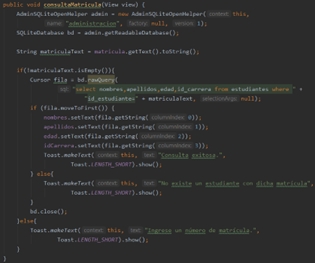 public void consultaMatricula(View view) {
AdminSQLiteOpenHelper admin = new AdminSQLiteOpenHelper( context: this,
name: "administracion", factory: null, version: 1);
SQLiteDatabase bd = admin.getReadableDatabase();
String matriculaText = matricula.getText().toString();
if(!matriculaText.isEmpty()){
Cursor fila = bd.rawQuery(
sql: "select nombres,apellidos,edad,id_carrera from estudiantes where " +
"id_estudiante=" + matriculaText, selectionArgs: null);
if (fila.moveToFirst()) {
nombres.setText(fila.getString( columnIndex: 0));
apellidos.setText(fila.getString( columnIndex: 1));
edad.setText(fila.getString( columnIndex: 2));
idCarrera.setText(fila.getString( columnIndex: 3));
Toast.makeText( context: this, text: "Consulta exitosa.",
Toast.LENGTH_SHORT).show();
} else{
Toast.makeText( context: this, text: "No existe un estudiante con dicha matrícula",
Toast.LENGTH_SHORT).show();
}
bd.close();
}else{
Toast.makeText( context: this, text: "Ingrese un número de matrícula.",
Toast.LENGTH_SHORT).show();
}
}